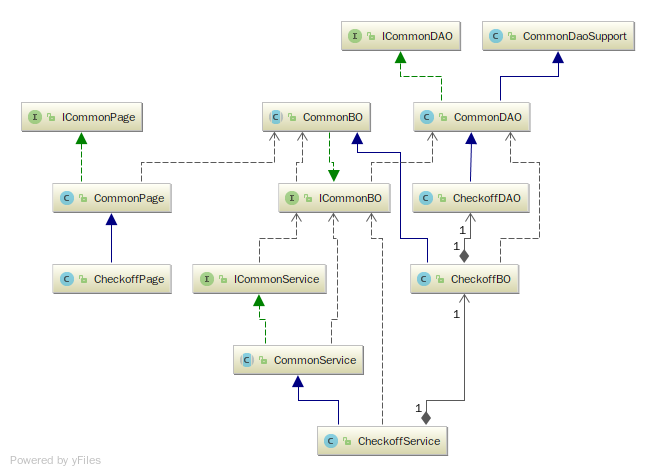 I ICommonDAO
C CommonDaoSupport
I ICommonPage
C CommonBO
C CommonDAO
C CommonPage
I ICommonBO
C CheckoffDAO
1
1
C CheckoffPage
I ICommonService
C CheckoffBO
1
C CommonService
1
C CheckoffService
Powered by yFiles